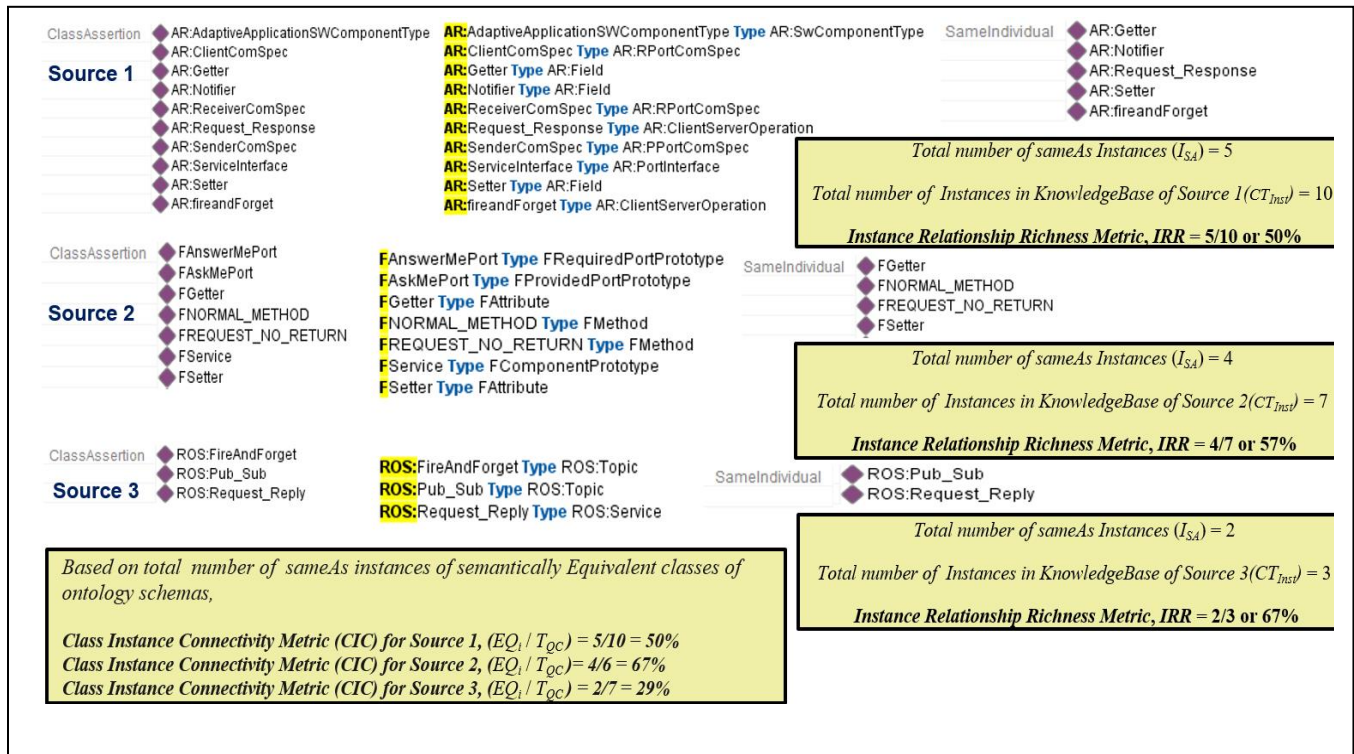 ClassAssertion
Source 1
AR:AdaptiveApplicationSWComponentType
AR:ClientComSpec
AR:Getter
AR:Notifier
AR:ReceiverComSpec
AR:Request_Response
AR:SenderComSpec
AR:ServiceInterface
AR:Setter
AR:fireandForget
AR:AdaptiveApplicationSWComponentType Type AR:SwComponentType
AR:ClientComSpec Type AR:RPortComSpec
AR:Getter Type AR:Field
AR:Notifier Type AR:Field
AR:ReceiverComSpec Type AR:RPortComSpec
AR:Request_Response Type AR:ClientServerOperation
AR:SenderComSpec Type AR:PPortComSpec
AR:ServiceInterface Type AR:PortInterface
AR:Setter Type AR:Field
AR:fireandForget Type AR:ClientServerOperation
SameIndividual
AR:Getter
AR:Notifier
AR:Request_Response
AR:Setter
AR:fireandForget
Total number of sameAs Instances (I_SA) = 5
Total number of Instances in KnowledgeBase of Source 1(CT_Inst) = 10
Instance Relationship Richness Metric, IRR = 5/10 or 50%
ClassAssertion
Source 2
FAnswerMePort
FAskMePort
FGetter
FNORMAL_METHOD
FREQUEST_NO_RETURN
FService
FSetter
FAnswerMePort Type FRequiredPortPrototype
FAskMePort Type FProvidedPortPrototype
FGetter Type FAttribute
FNORMAL_METHOD Type FMethod
FREQUEST_NO_RETURN Type FMethod
FService Type FComponentPrototype
FSetter Type FAttribute
SameIndividual
FGetter
FNORMAL_METHOD
FREQUEST_NO_RETURN
FSetter
Total number of sameAs Instances (I_SA) = 4
Total number of Instances in KnowledgeBase of Source 2(CT_Inst) = 7
Instance Relationship Richness Metric, IRR = 4/7 or 57%
ClassAssertion
Source 3
ROS:FireAndForget
ROS:Pub_Sub
ROS:Request_Reply
ROS:FireAndForget Type ROS:Topic
ROS:Pub_Sub Type ROS:Topic
ROS:Request_Reply Type ROS:Service
SameIndividual
ROS:Pub_Sub
ROS:Request_Reply
Total number of sameAs Instances (I_SA) = 2
Total number of Instances in KnowledgeBase of Source 3(CT_Inst) = 3
Instance Relationship Richness Metric, IRR = 2/3 or 67%
Based on total number of sameAs instances of semantically Equivalent classes of
ontology schemas,
Class Instance Connectivity Metric (CIC) for Source 1, (EQ_i / T_QC) = 5/10 = 50%
Class Instance Connectivity Metric (CIC) for Source 2, (EQ_i / T_QC)= 4/6 = 67%
Class Instance Connectivity Metric (CIC) for Source 3, (EQ_i / T_QC) = 2/7 = 29%